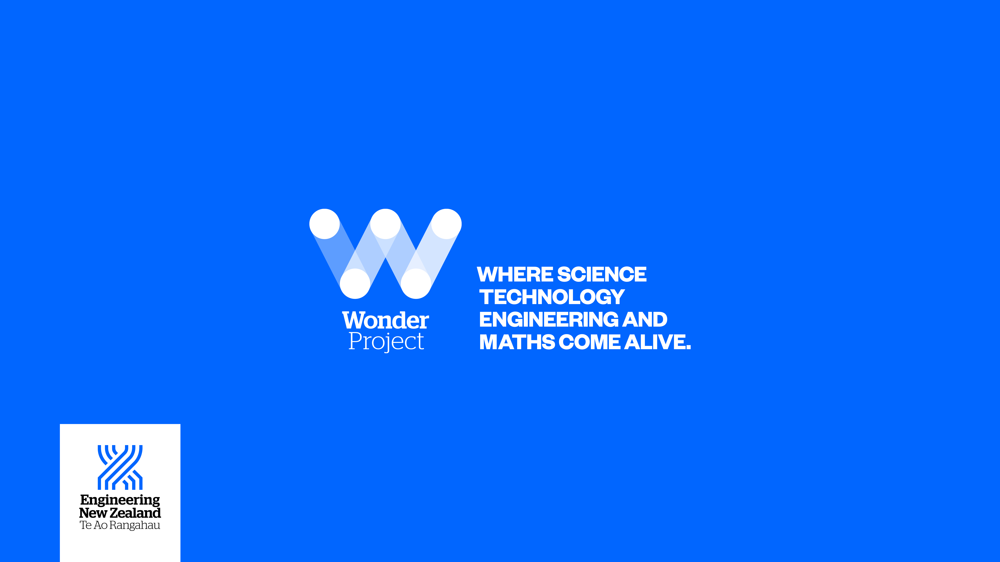 Wonder
Project
WHERE SCIENCE
TECHNOLOGY
ENGINEERING AND
MATHS COME ALIVE.
Engineering
New Zealand
Te Ao Rangahau